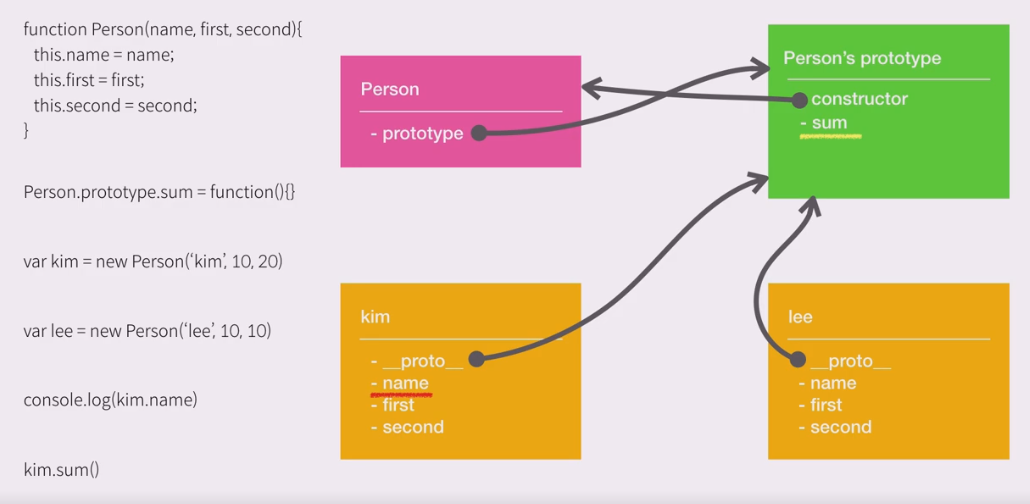 function Person(name, first, second){
this.name = name;
this.first = first;
this.second = second;
}
Person.prototype.sum = function(){}
var kim = new Person(‘kim’, 10, 20)
var lee = new Person(‘lee’, 10, 10)
console.log(kim.name)
kim.sum()
Person
- prototype
Person’s prototype
constructor
- sum
kim
- __proto__
- name
- first
- second
lee
__proto__
- name
- first
- second